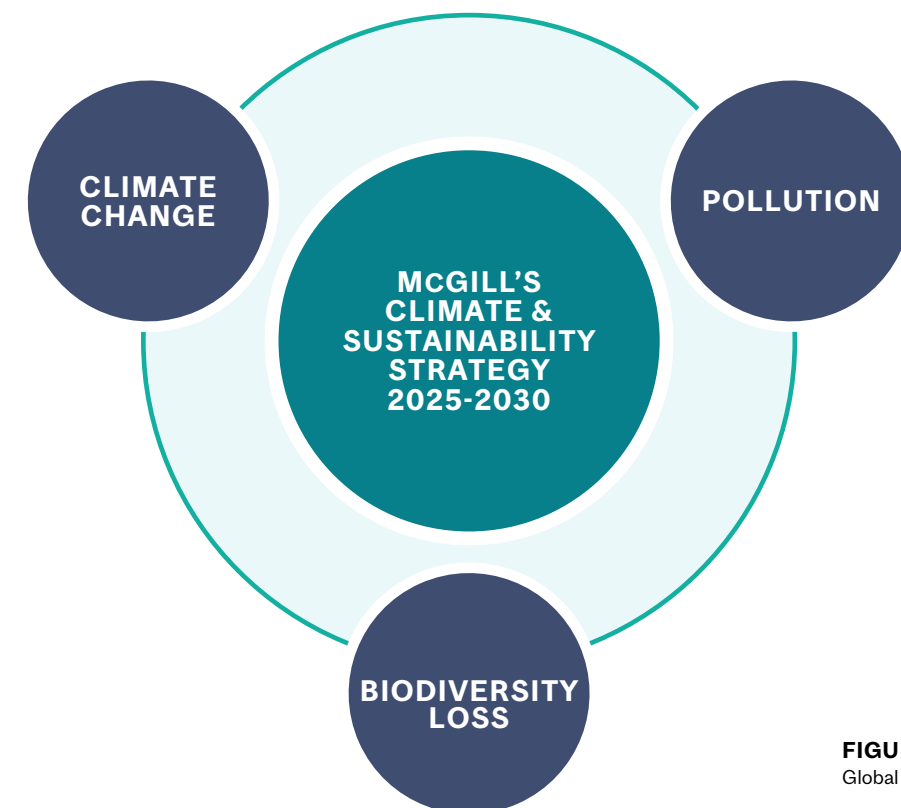 CLIMATE
CHANGE
POLLUTION
McGILL'S
CLIMATE &
SUSTAINABILITY
STRATEGY
2025-2030
BIODIVERSITY
LOSS
FIGU
Global